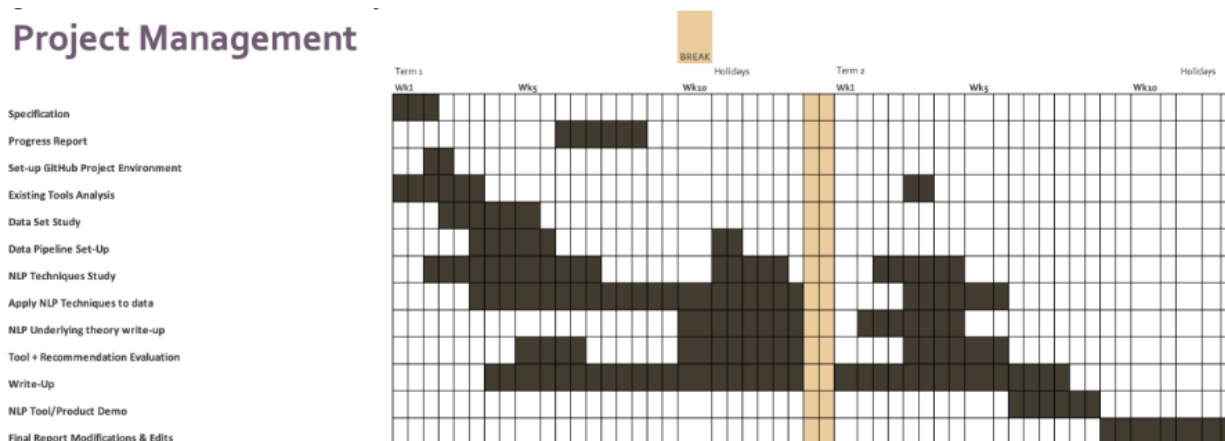 Project Management
BREAK
Term 1
Holidays
Term 2
Holidays
Wk1
Wk5
Wk10
Wk1
Wk5
Wk10
Specification
Progress Report
Set-up GitHub Project Environment
Existing Tools Analysis
Data Set Study
Data Pipeline Set-Up
NLP Techniques Study
Apply NLP Techniques to data
NLP Underlying theory write-up
Tool + Recommendation Evaluation
Write-Up
NLP Tool/Product Demo
Final Report Modifications & Edits